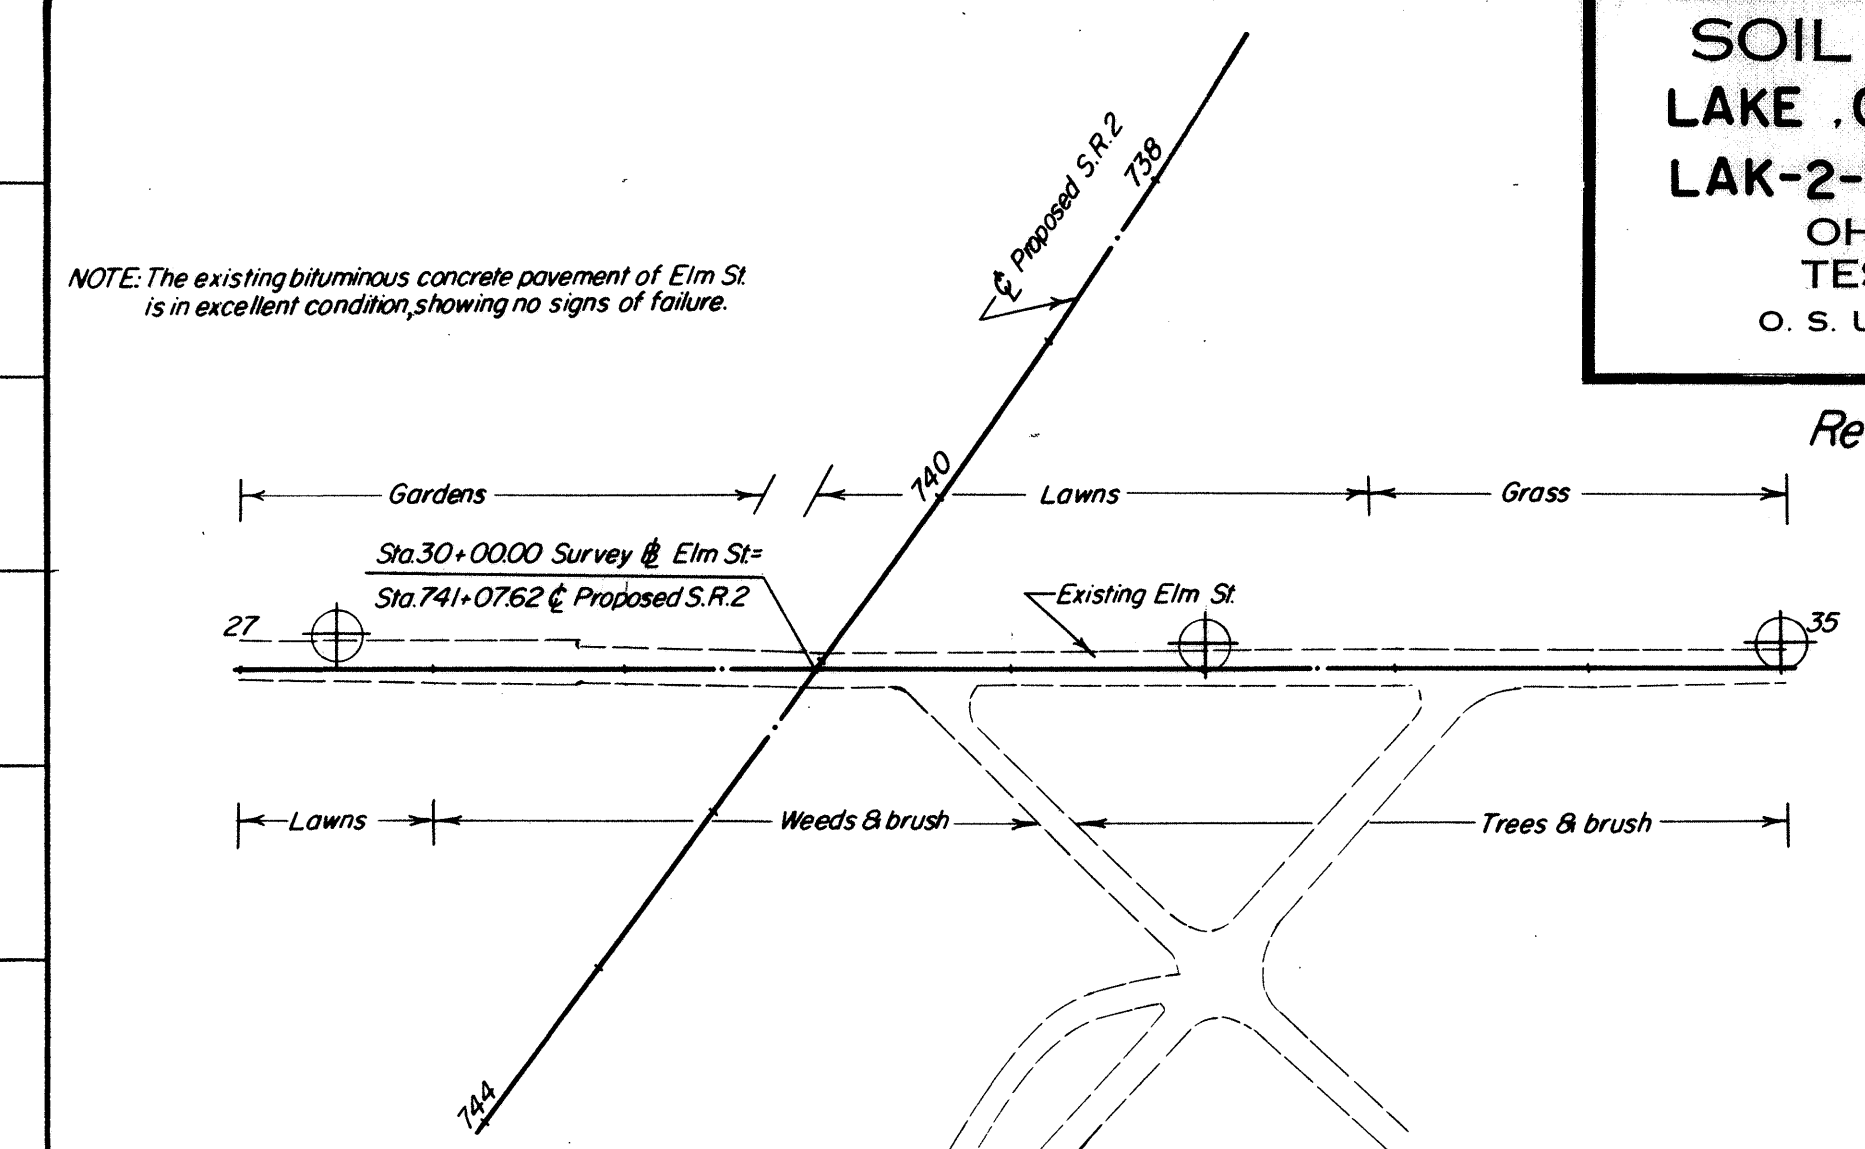 SOIL
LAKE ,
LAK-2-
OH
TES
O. S. U
Re
738
℄ Proposed S.R.2
NOTE: The existing bituminous concrete pavement of Elm St.
is in excellent condition, showing no signs of failure.
740
Gardens
Lawns
Grass
Sta.30+00.00 Survey ⅊ Elm St.=
Sta.741+07.62 ℄ Proposed S.R.2
Existing Elm St.
27
35
Lawns
Weeds & brush
Trees & brush
744